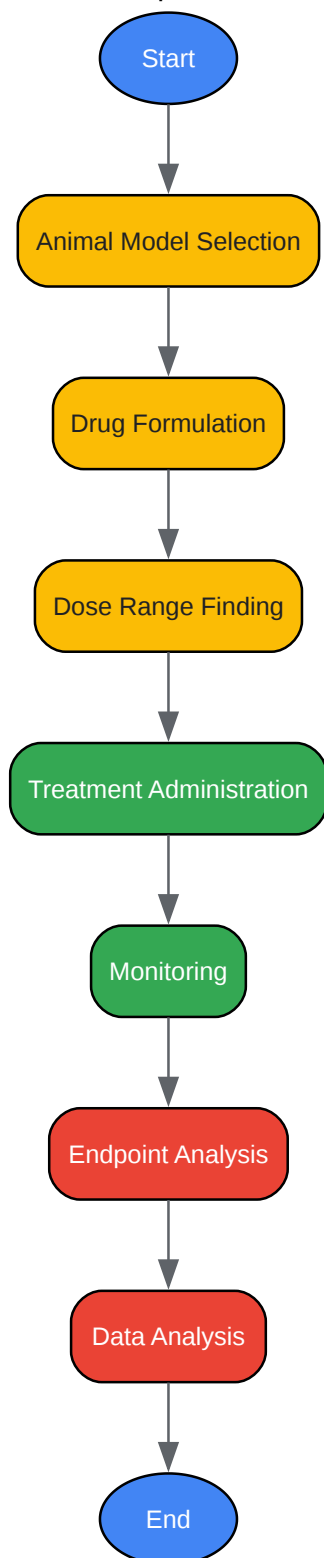 Start
Animal Model Selection
Drug Formulation
Dose Range Finding
Treatment Administration
Monitoring
Endpoint Analysis
Data Analysis
End